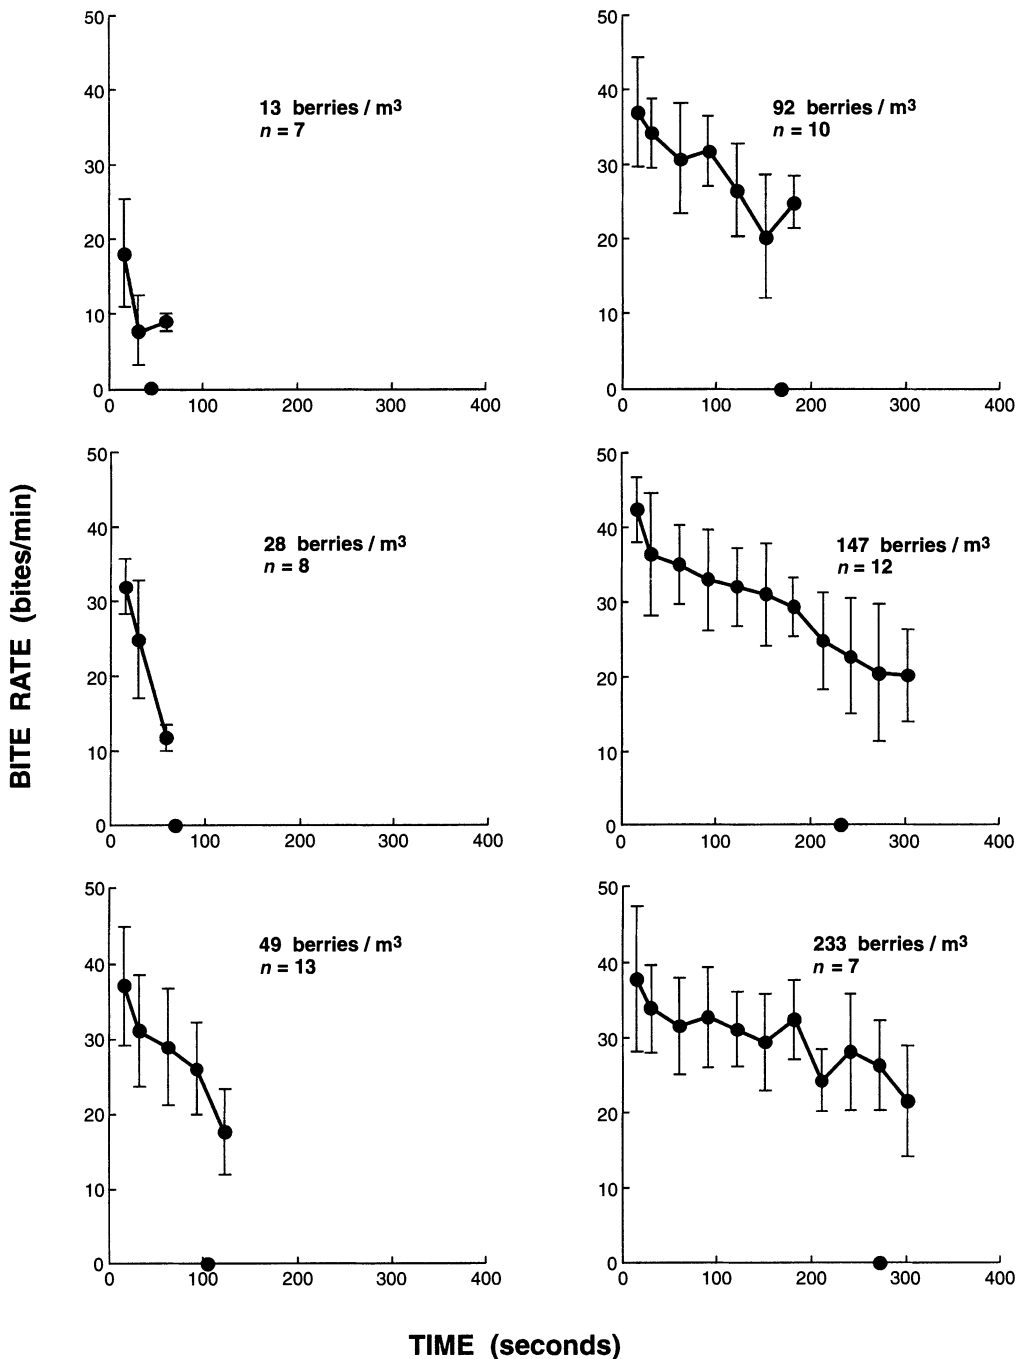 BITE RATE (bites/min)
50
40
30
20
10
0
0 100 200 300 400
13 berries / m³
n = 7
50
40
30
20
10
0
0 100 200 300 400
92 berries / m³
n = 10
50
40
30
20
10
0
0 100 200 300 400
28 berries / m³
n = 8
50
40
30
20
10
0
0 100 200 300 400
147 berries / m³
n = 12
50
40
30
20
10
0
0 100 200 300 400
49 berries / m³
n = 13
50
40
30
20
10
0
0 100 200 300 400
233 berries / m³
n = 7
TIME (seconds)